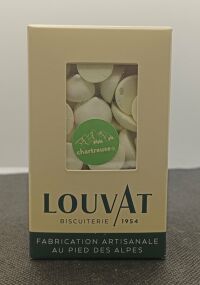 chartreuse
LOUVAT
BISCUITERIE 1954
FABRICATION ARTISANALE
AU PIED DES ALPES